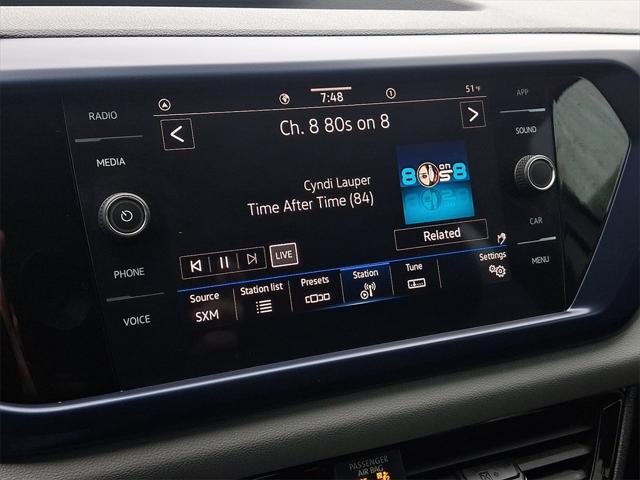 RADIO
MEDIA
PHONE
VOICE
7:48
1
51°F
Ch. 8 80s on 8
Cyndi Lauper
Time After Time (84)
80s on 8
Related
LIVE
Source
SXM
Station list
Presets
Station
Tune
Settings
APP
SOUND
CAR
MENU
PASSENGER
AIR BAG